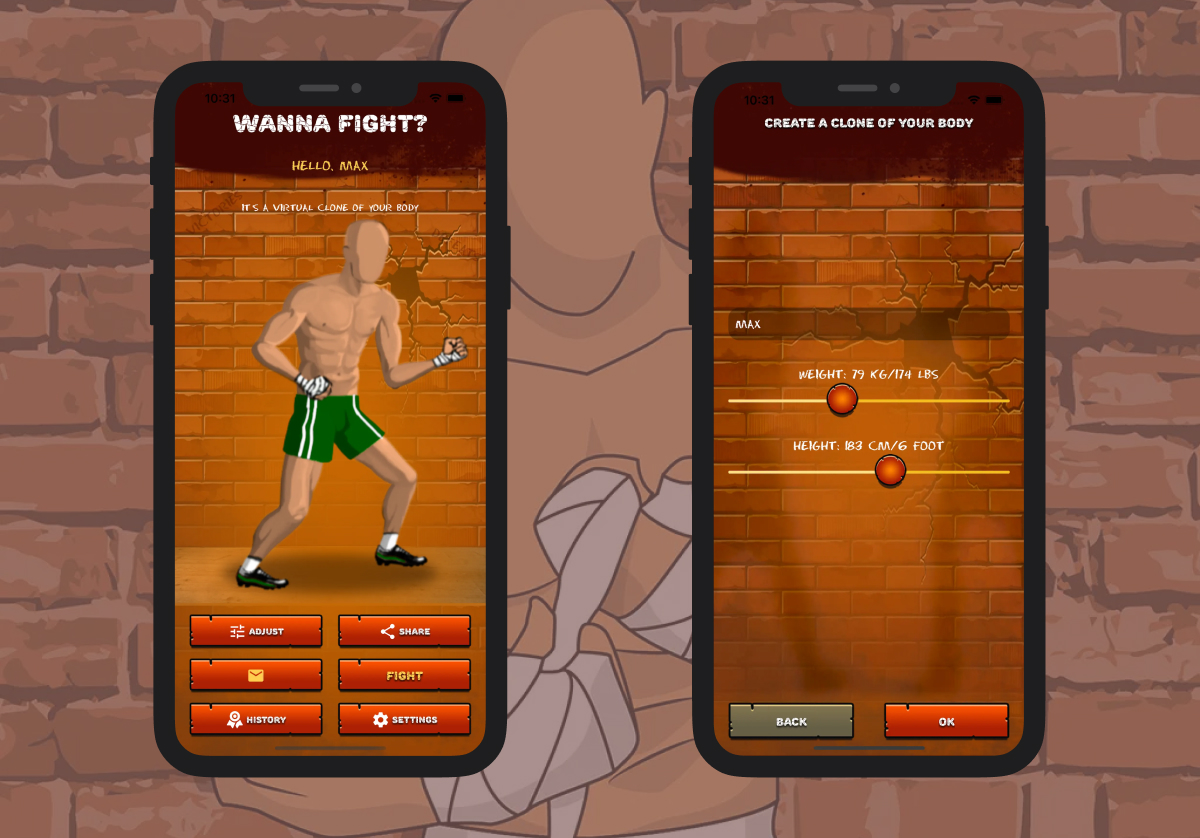 10:31
WANNA FIGHT?
HELLO, MAX
IT'S A VIRTUAL CLONE OF YOUR BODY
ADJUST
SHARE
FIGHT
HISTORY
SETTINGS
10:31
CREATE A CLONE OF YOUR BODY
MAX
WEIGHT: 79 KG/174 LBS
HEIGHT: 183 CM/6 FOOT
BACK
OK